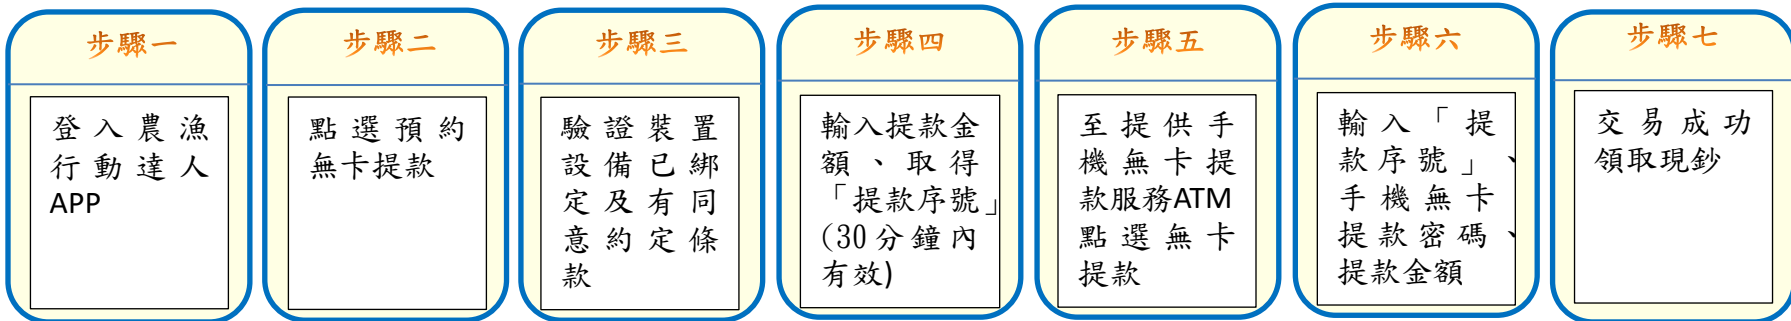 步驟一
登入農漁
行動達人
APP
步驟二
點選預約
無卡提款
步驟三
驗證裝置
設備已綁
定及有同
意約定條
款
步驟四
輸入提款金
額、取得
「提款序號」
(30分鐘內
有效)
步驟五
至提供手
機無卡提
款服務ATM
點選無卡
提款
步驟六
輸入「提
款序號」、
手機無卡
提款密碼、
提款金額
步驟七
交易成功
領取現鈔